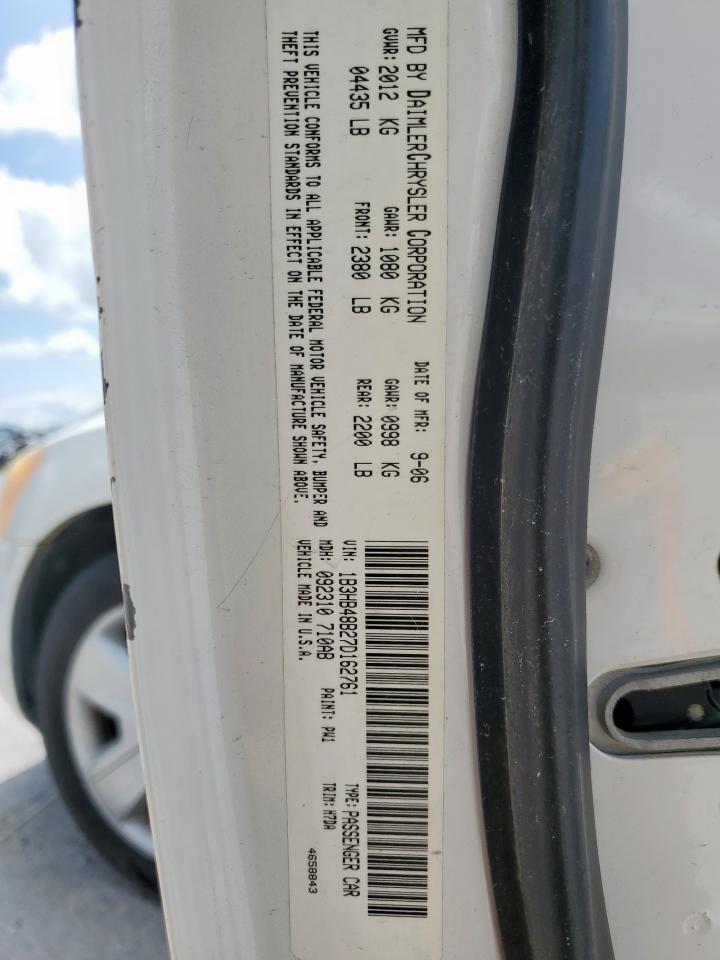 MFD BY DAIMLERCHRYSLER CORPORATION DATE OF MFR: 9-06
GVWR: 2012 KG GAWR: 1080 KG GAWR: 0998 KG
04435 LB FRONT: 2380 LB REAR: 2200 LB
THIS VEHICLE CONFORMS TO ALL APPLICABLE FEDERAL MOTOR VEHICLE SAFETY, BUMPER AND
THEFT PREVENTION STANDARDS IN EFFECT ON THE DATE OF MANUFACTURE SHOWN ABOVE.
VIN: 1B3HB48B27D162761 TYPE: PASSENGER CAR
MDH: 092310 710AB PAINT: PW1 TRIM: H7DA
VEHICLE MADE IN U.S.A. 4658843